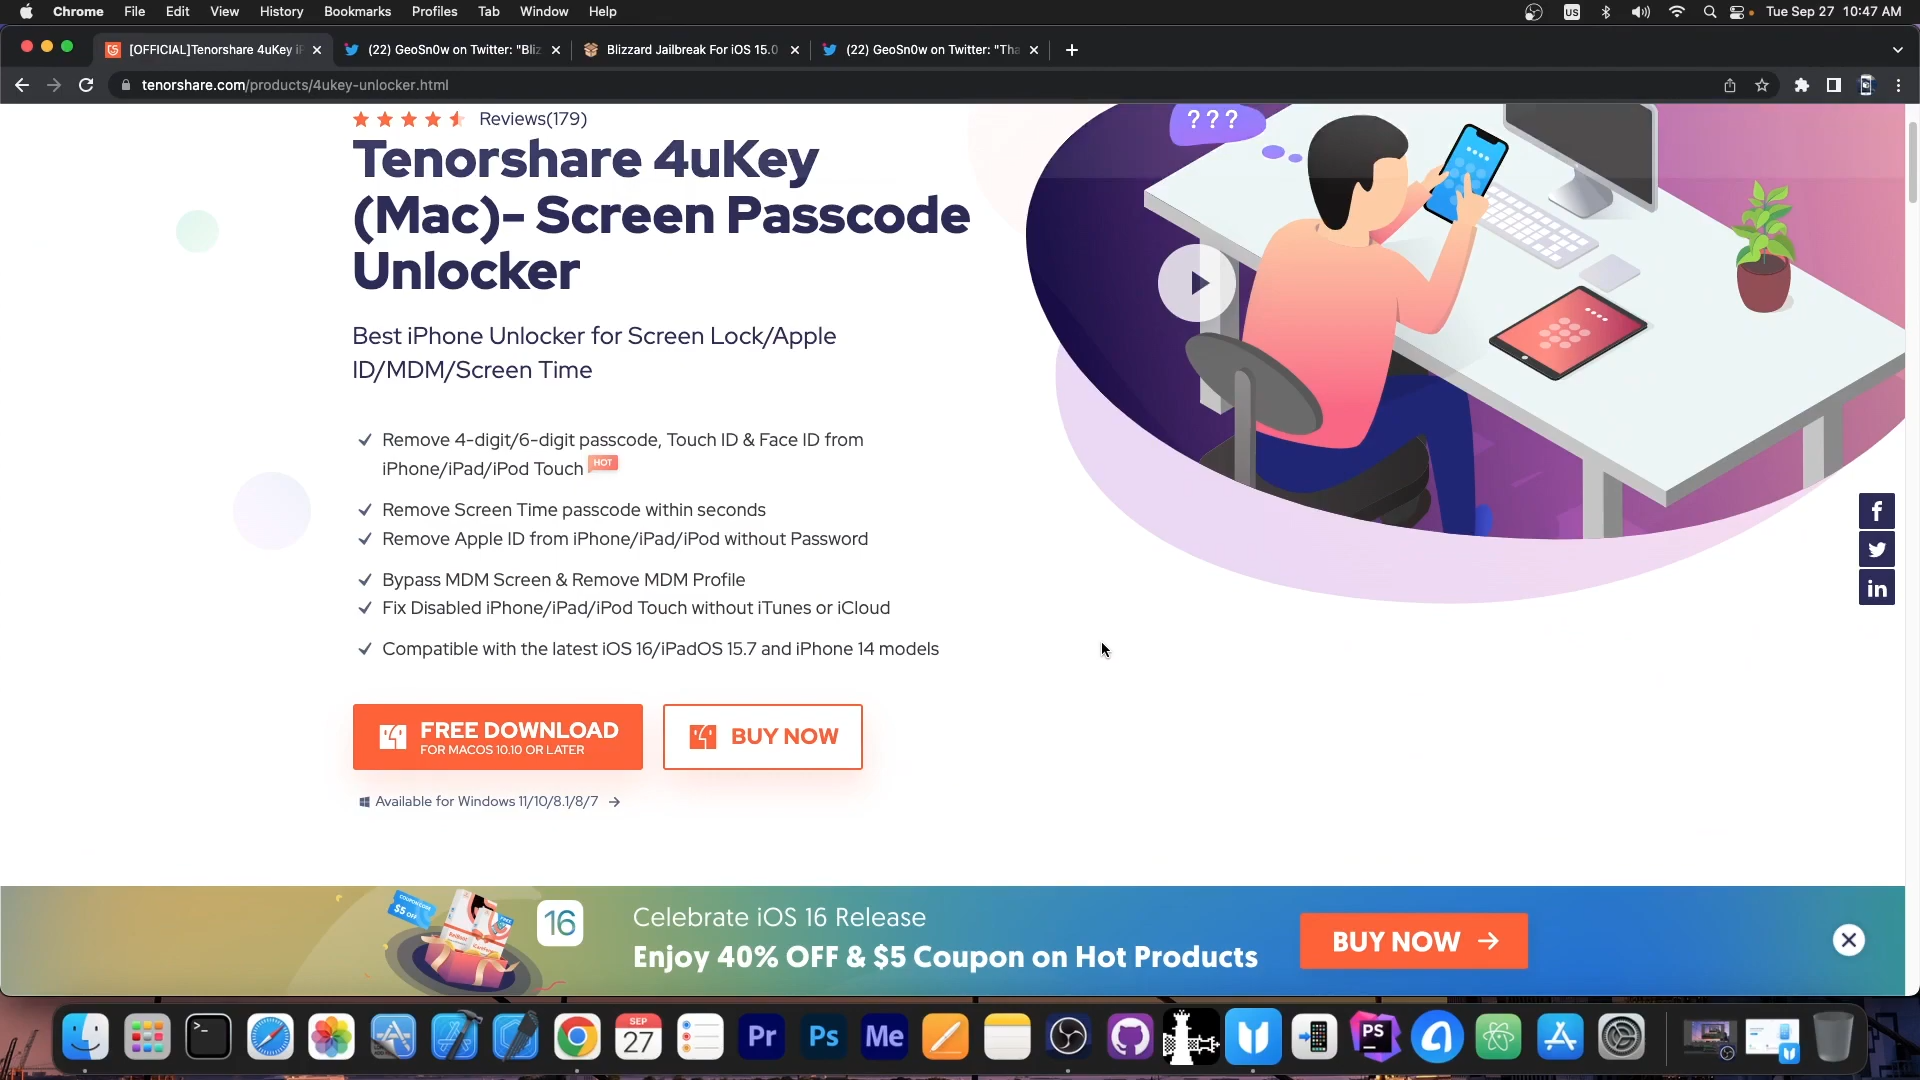 Chrome File Edit View History Bookmarks Profiles Tab Window Help US Tue Sep 27 10:47 AM
[OFFICIAL]Tenorshare 4uKey iP (22) GeoSn0w on Twitter: "Bliz Blizzard Jailbreak For iOS 15.0 (22) GeoSn0w on Twitter: "Tha
tenorshare.com/products/4ukey-unlocker.html
Reviews(179)
???
Tenorshare 4uKey
(Mac)- Screen Passcode
Unlocker
Best iPhone Unlocker for Screen Lock/Apple
ID/MDM/Screen Time
Remove 4-digit/6-digit passcode, Touch ID & Face ID from
iPhone/iPad/iPod Touch HOT
Remove Screen Time passcode within seconds
Remove Apple ID from iPhone/iPad/iPod without Password
Bypass MDM Screen & Remove MDM Profile
Fix Disabled iPhone/iPad/iPod Touch without iTunes or iCloud
Compatible with the latest iOS 16/iPadOS 15.7 and iPhone 14 models
FREE DOWNLOAD
FOR MACOS 10.10 OR LATER
BUY NOW
Available for Windows 11/10/8.1/8/7
COUPON CODE
$5 OFF
16
Celebrate iOS 16 Release
Enjoy 40% OFF & $5 Coupon on Hot Products
BUY NOW
SEP
27
Pr Ps Me
PS